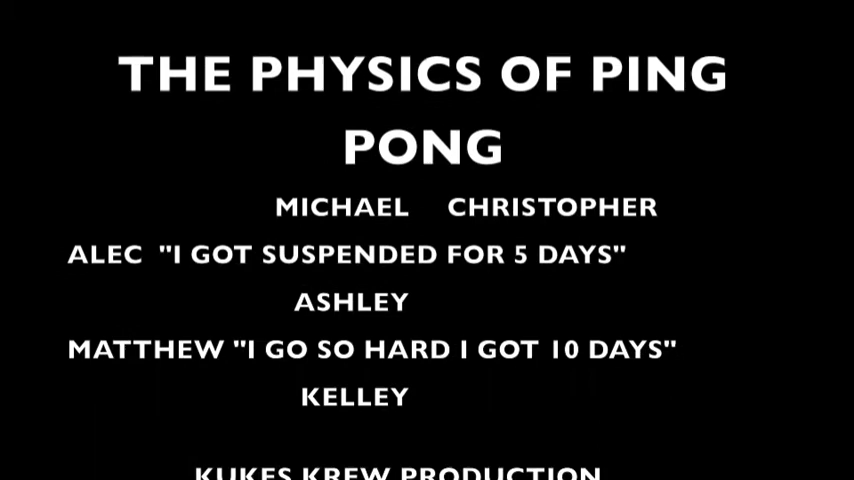 THE PHYSICS OF PING
PONG
MICHAEL CHRISTOPHER
ALEC "I GOT SUSPENDED FOR 5 DAYS"
ASHLEY
MATTHEW "I GO SO HARD I GOT 10 DAYS"
KELLEY
KUKES KREW PRODUCTION